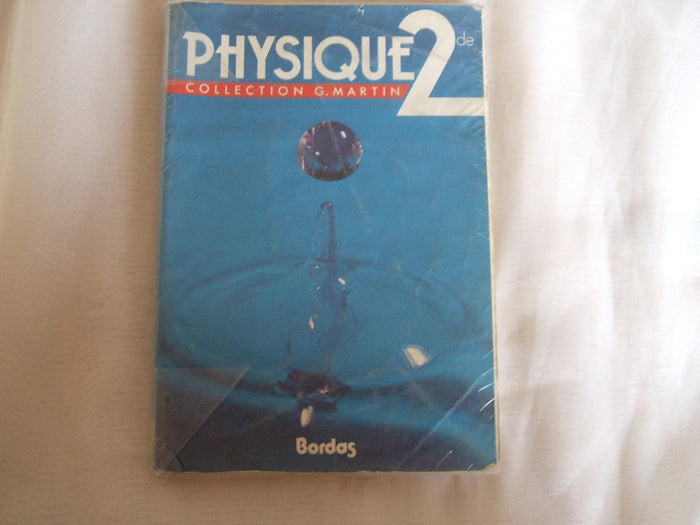 PHYSIQUE 2de
COLLECTION G. MARTIN
Bordas